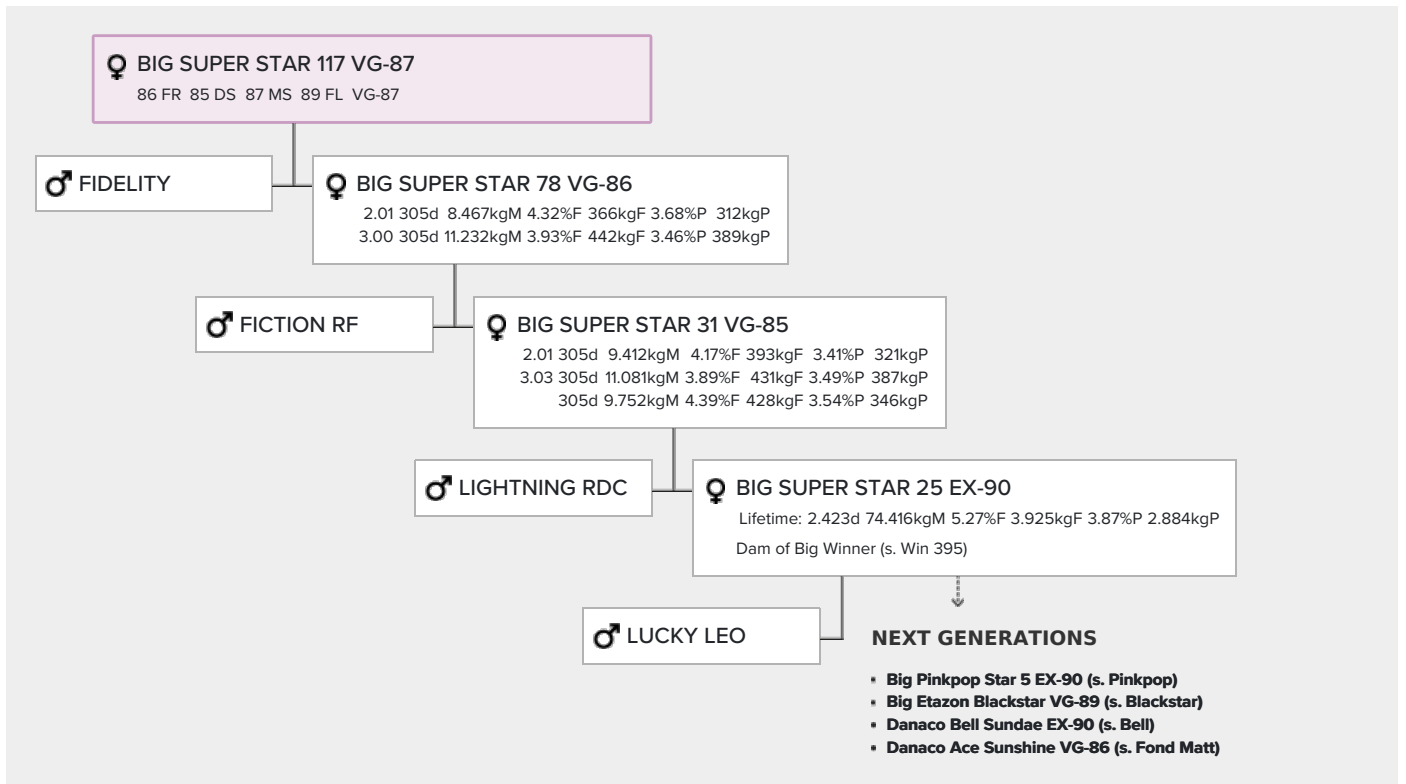 BIG SUPER STAR 117 VG-87
86 FR 85 DS 87 MS 89 FL VG-87
FIDELITY
BIG SUPER STAR 78 VG-86
2.01 305d 8.467kgM 4.32%F 366kgF 3.68%P 312kgP
3.00 305d 11.232kgM 3.93%F 442kgF 3.46%P 389kgP
FICTION RF
BIG SUPER STAR 31 VG-85
2.01 305d 9.412kgM 4.17%F 393kgF 3.41%P 321kgP
3.03 305d 11.081kgM 3.89%F 431kgF 3.49%P 387kgP
305d 9.752kgM 4.39%F 428kgF 3.54%P 346kgP
LIGHTNING RDC
BIG SUPER STAR 25 EX-90
Lifetime: 2.423d 74.416kgM 5.27%F 3.925kgF 3.87%P 2.884kgP
Dam of Big Winner (s. Win 395)
LUCKY LEO
NEXT GENERATIONS
• Big Pinkpop Star 5 EX-90 (s. Pinkpop)
• Big Etazon Blackstar VG-89 (s. Blackstar)
• Danaco Bell Sundae EX-90 (s. Bell)
• Danaco Ace Sunshine VG-86 (s. Fond Matt)